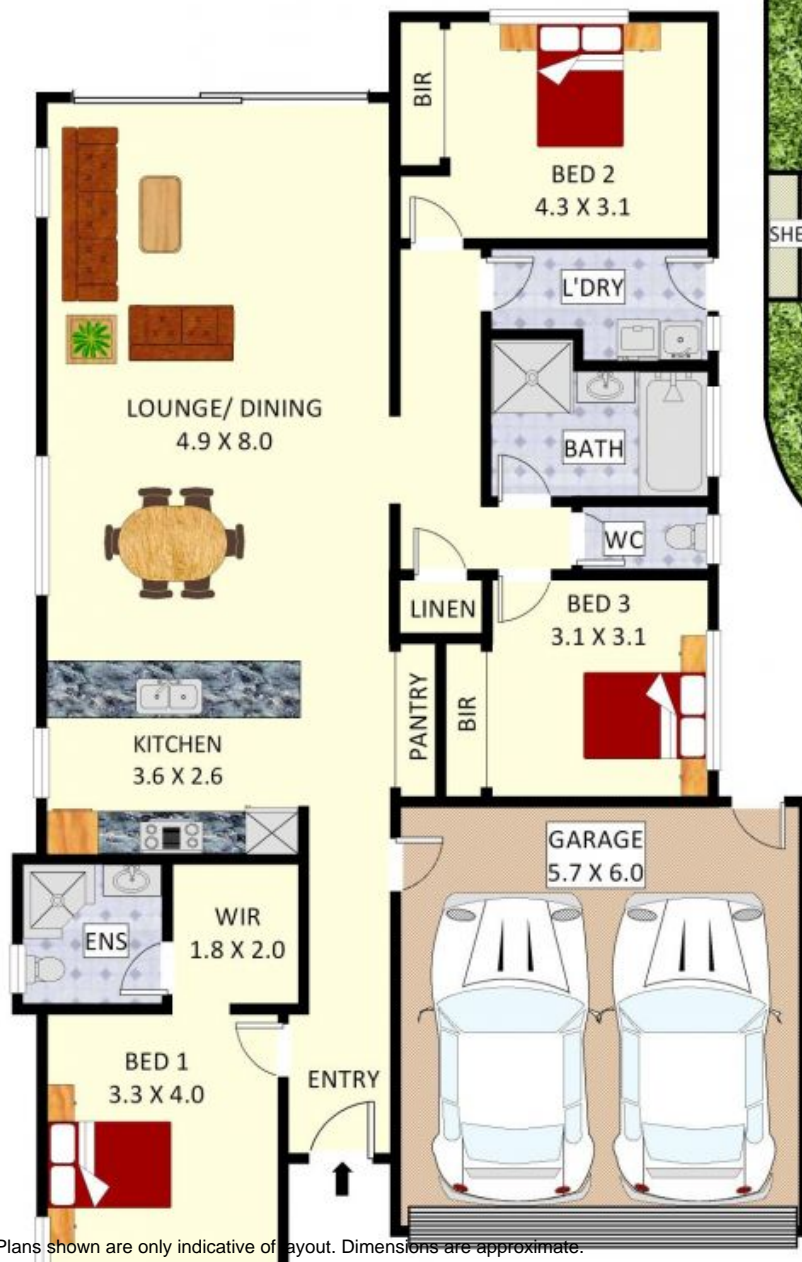 BIR
BED 2
4.3 X 3.1
SHE
L'DRY
LOUNGE/ DINING
4.9 X 8.0
BATH
WC
LINEN
BED 3
3.1 X 3.1
PANTRY
BIR
KITCHEN
3.6 X 2.6
GARAGE
5.7 X 6.0
WIR
1.8 X 2.0
ENS
BED 1
3.3 X 4.0
ENTRY
Plans shown are only indicative of layout. Dimensions are approximate.